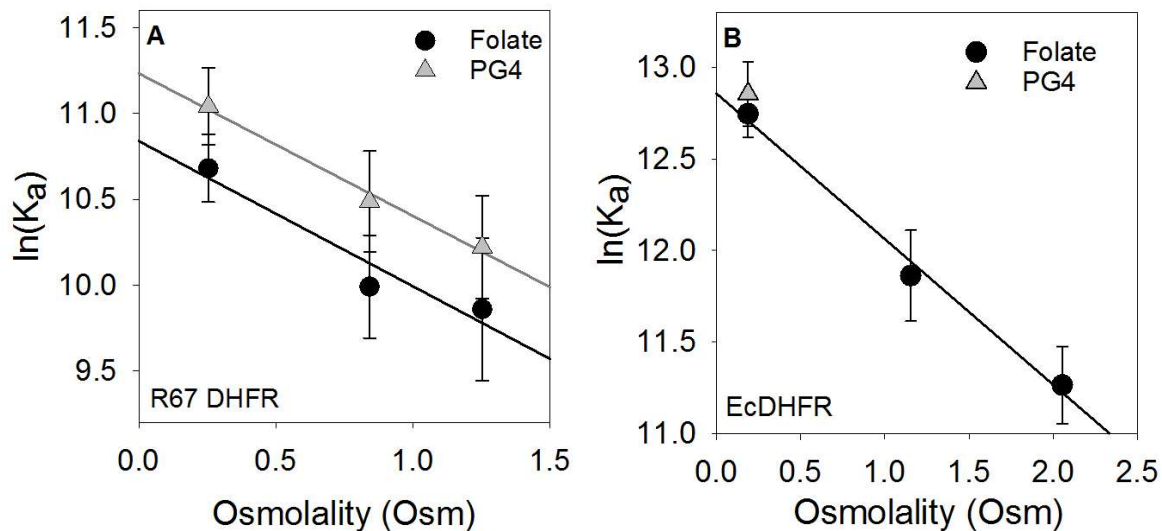 A
Folate
PG4
11.5
11.0
10.5
10.0
9.5
ln(Ka)
R67 DHFR
0.0 0.5 1.0 1.5
Osmolality (Osm)
B
Folate
PG4
13.0
12.5
12.0
11.5
11.0
ln(Ka)
EcDHFR
0.0 0.5 1.0 1.5 2.0 2.5
Osmolality (Osm)